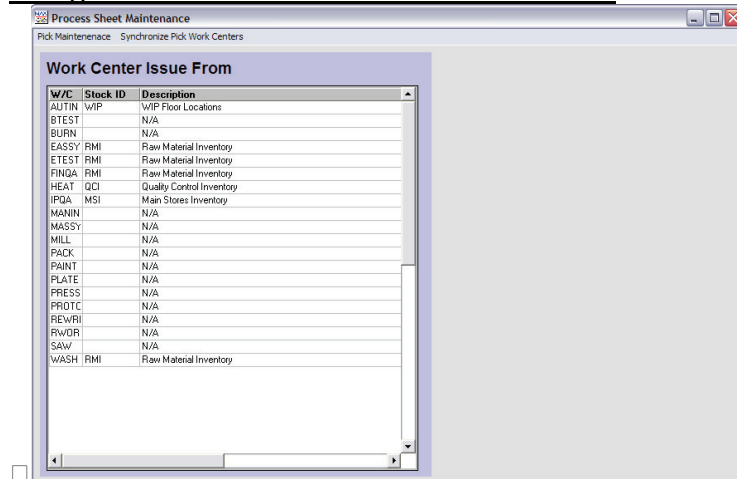 Process Sheet Maintenance
Pick Maintenenace Synchronize Pick Work Centers
Work Center Issue From
W/C Stock ID Description
AUTIN WIP WIP Floor Locations
BTEST N/A
BURN N/A
EASSY RMI Raw Material Inventory
ETEST RMI Raw Material Inventory
FINQA RMI Raw Material Inventory
HEAT QCI Quality Control Inventory
IPQA MSI Main Stores Inventory
MANIN N/A
MASSY N/A
MILL N/A
PACK N/A
PAINT N/A
PLATE N/A
PRESS N/A
PROTC N/A
REWRI N/A
RWOR N/A
SAW N/A
WASH RMI Raw Material Inventory